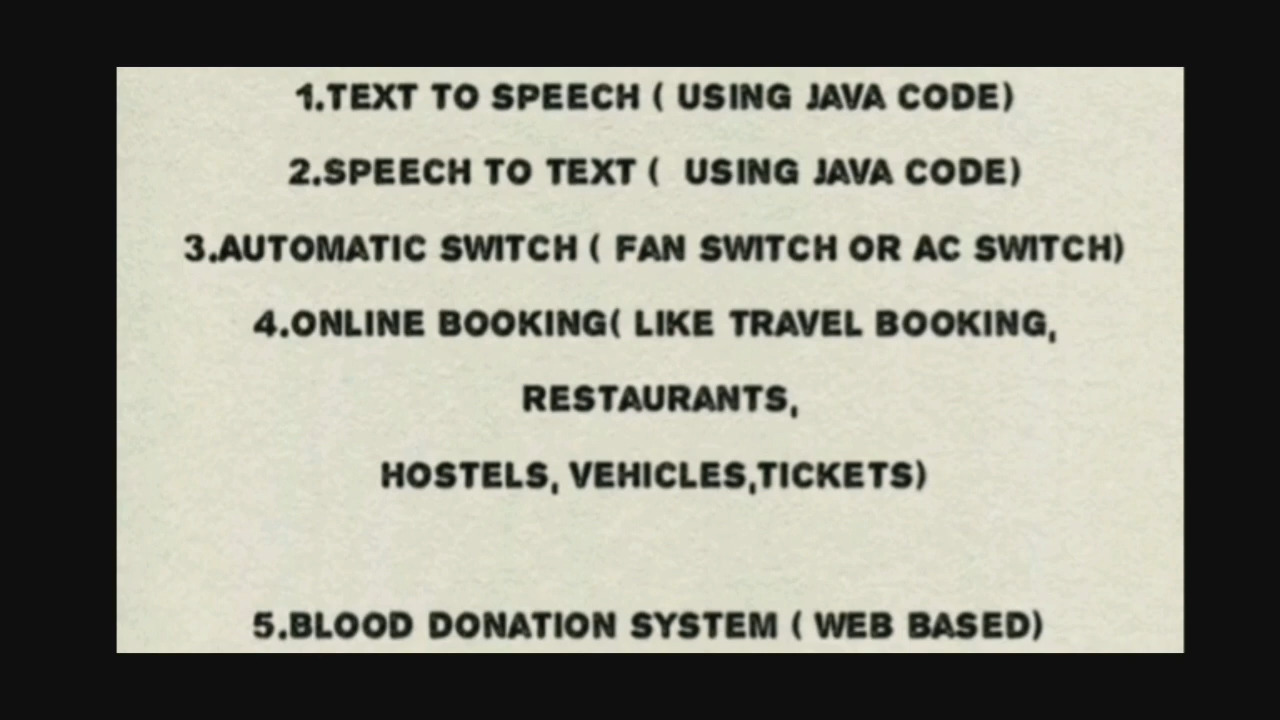 1.TEXT TO SPEECH ( USING JAVA CODE)
2.SPEECH TO TEXT (  USING JAVA CODE)
3.AUTOMATIC SWITCH ( FAN SWITCH OR AC SWITCH)
4.ONLINE BOOKING( LIKE TRAVEL BOOKING,
RESTAURANTS,
HOSTELS, VEHICLES,TICKETS)
5.BLOOD DONATION SYSTEM ( WEB BASED)